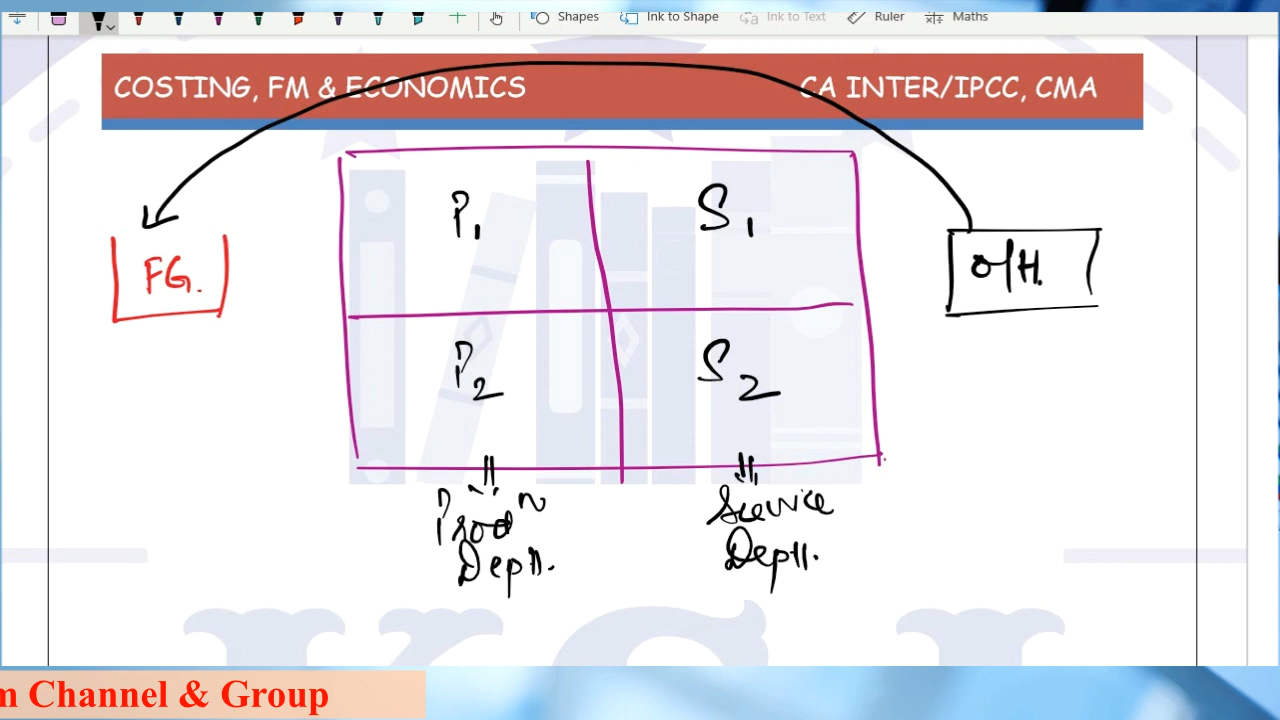 Shapes Ink to Shape Ink to Text Ruler Maths
COSTING, FM & ECONOMICS CA INTER/IPCC, CMA
P1 S1
FG. O/H.
P2 S2
Prodn Service
Deptt. Deptt.
m Channel & Group